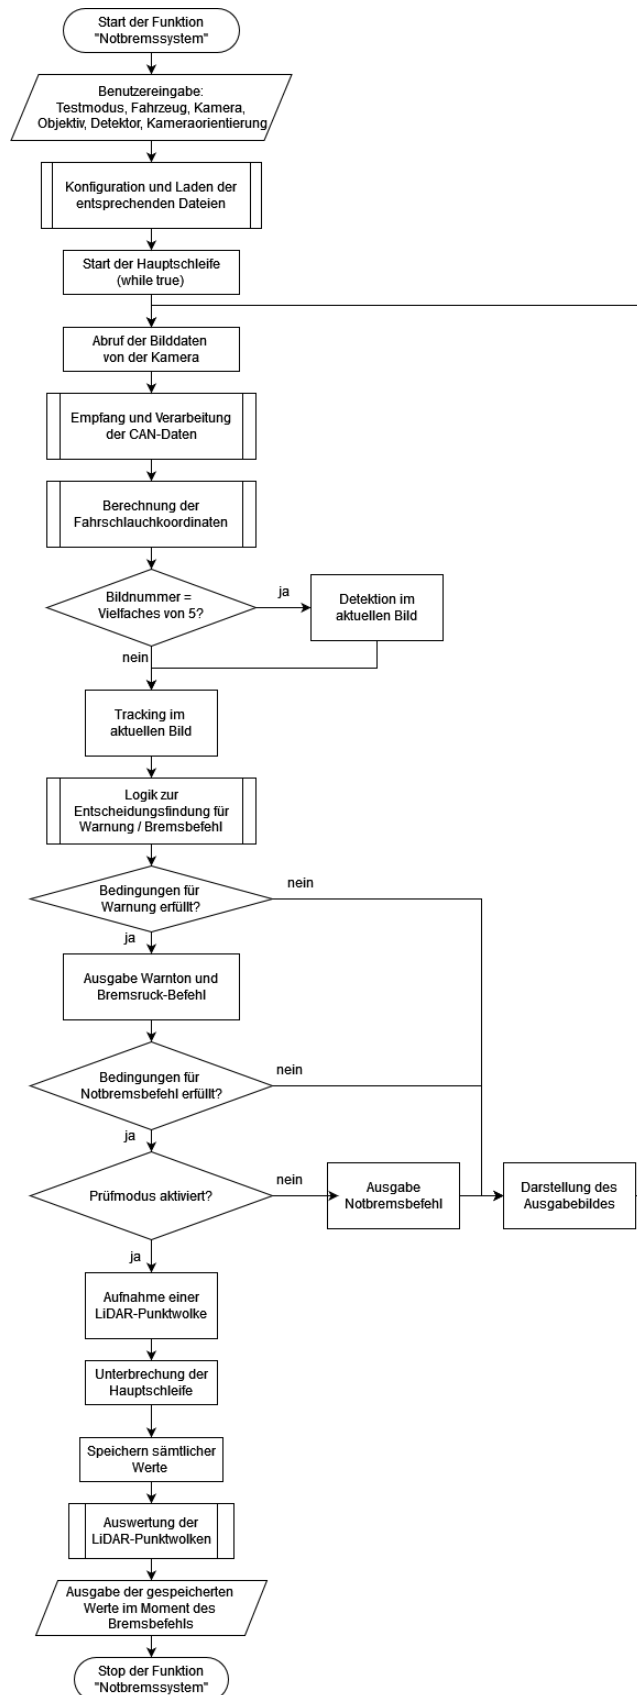 Start der Funktion
"Notbremssystem"
Benutzereingabe:
Testmodus, Fahrzeug, Kamera,
Objektiv, Detektor, Kameraorientierung
Konfiguration und Laden der
entsprechenden Dateien
Start der Hauptschleife
(while true)
Abruf der Bilddaten
von der Kamera
Empfang und Verarbeitung
der CAN-Daten
Berechnung der
Fahrschlauchkoordinaten
Bildnummer =
Vielfaches von 5?
ja
Detektion im
aktuellen Bild
nein
Tracking im
aktuellen Bild
Logik zur
Entscheidungsfindung für
Warnung / Bremsbefehl
Bedingungen für
Warnung erfüllt?
nein
ja
Ausgabe Warnton und
Bremsruck-Befehl
Bedingungen für
Notbremsbefehl erfüllt?
nein
ja
Prüfmodus aktiviert?
nein
Ausgabe
Notbremsbefehl
Darstellung des
Ausgabebildes
ja
Aufnahme einer
LiDAR-Punktwolke
Unterbrechung der
Hauptschleife
Speichern sämtlicher
Werte
Auswertung der
LiDAR-Punktwolken
Ausgabe der gespeicherten
Werte im Moment des
Bremsbefehls
Stop der Funktion
"Notbremssystem"